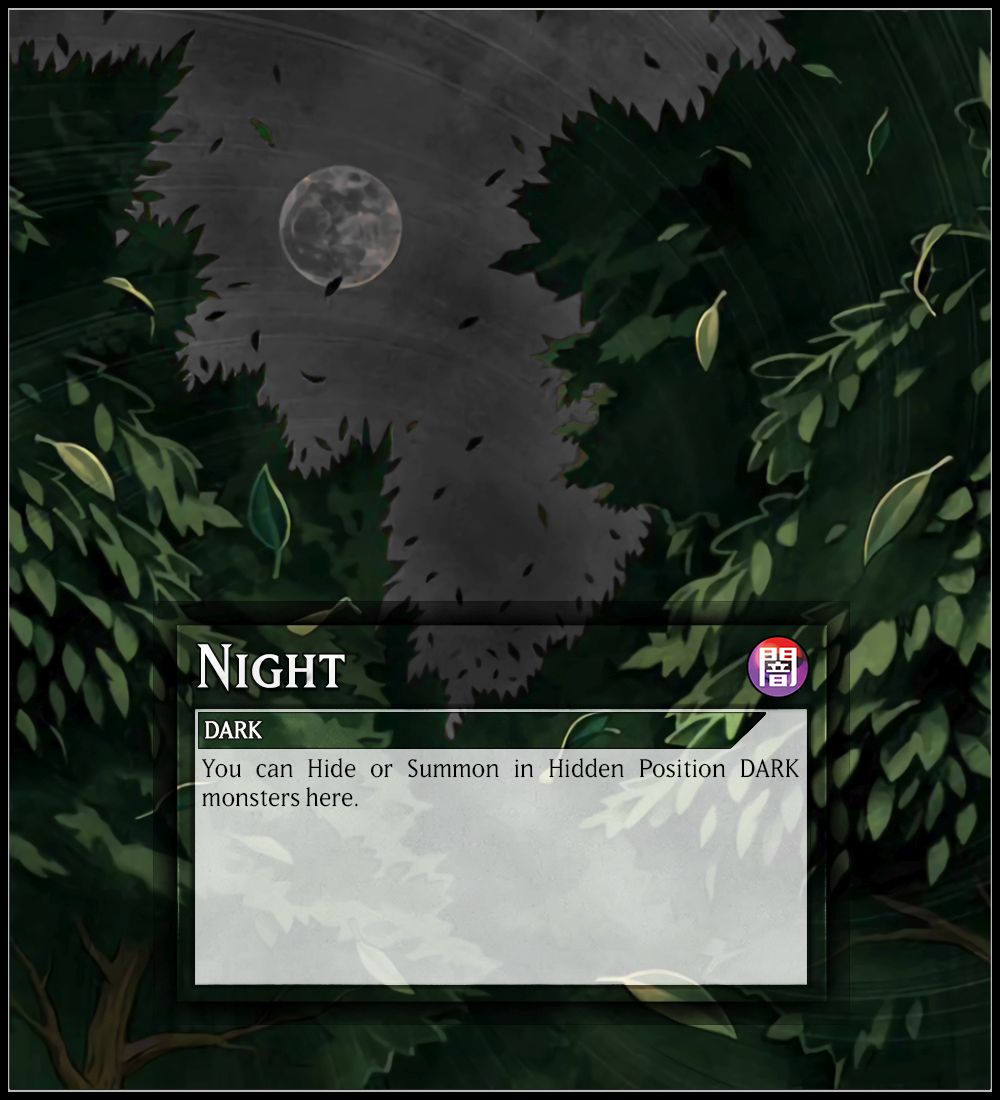 Night
闇
DARK
You can Hide or Summon in Hidden Position DARK
monsters here.